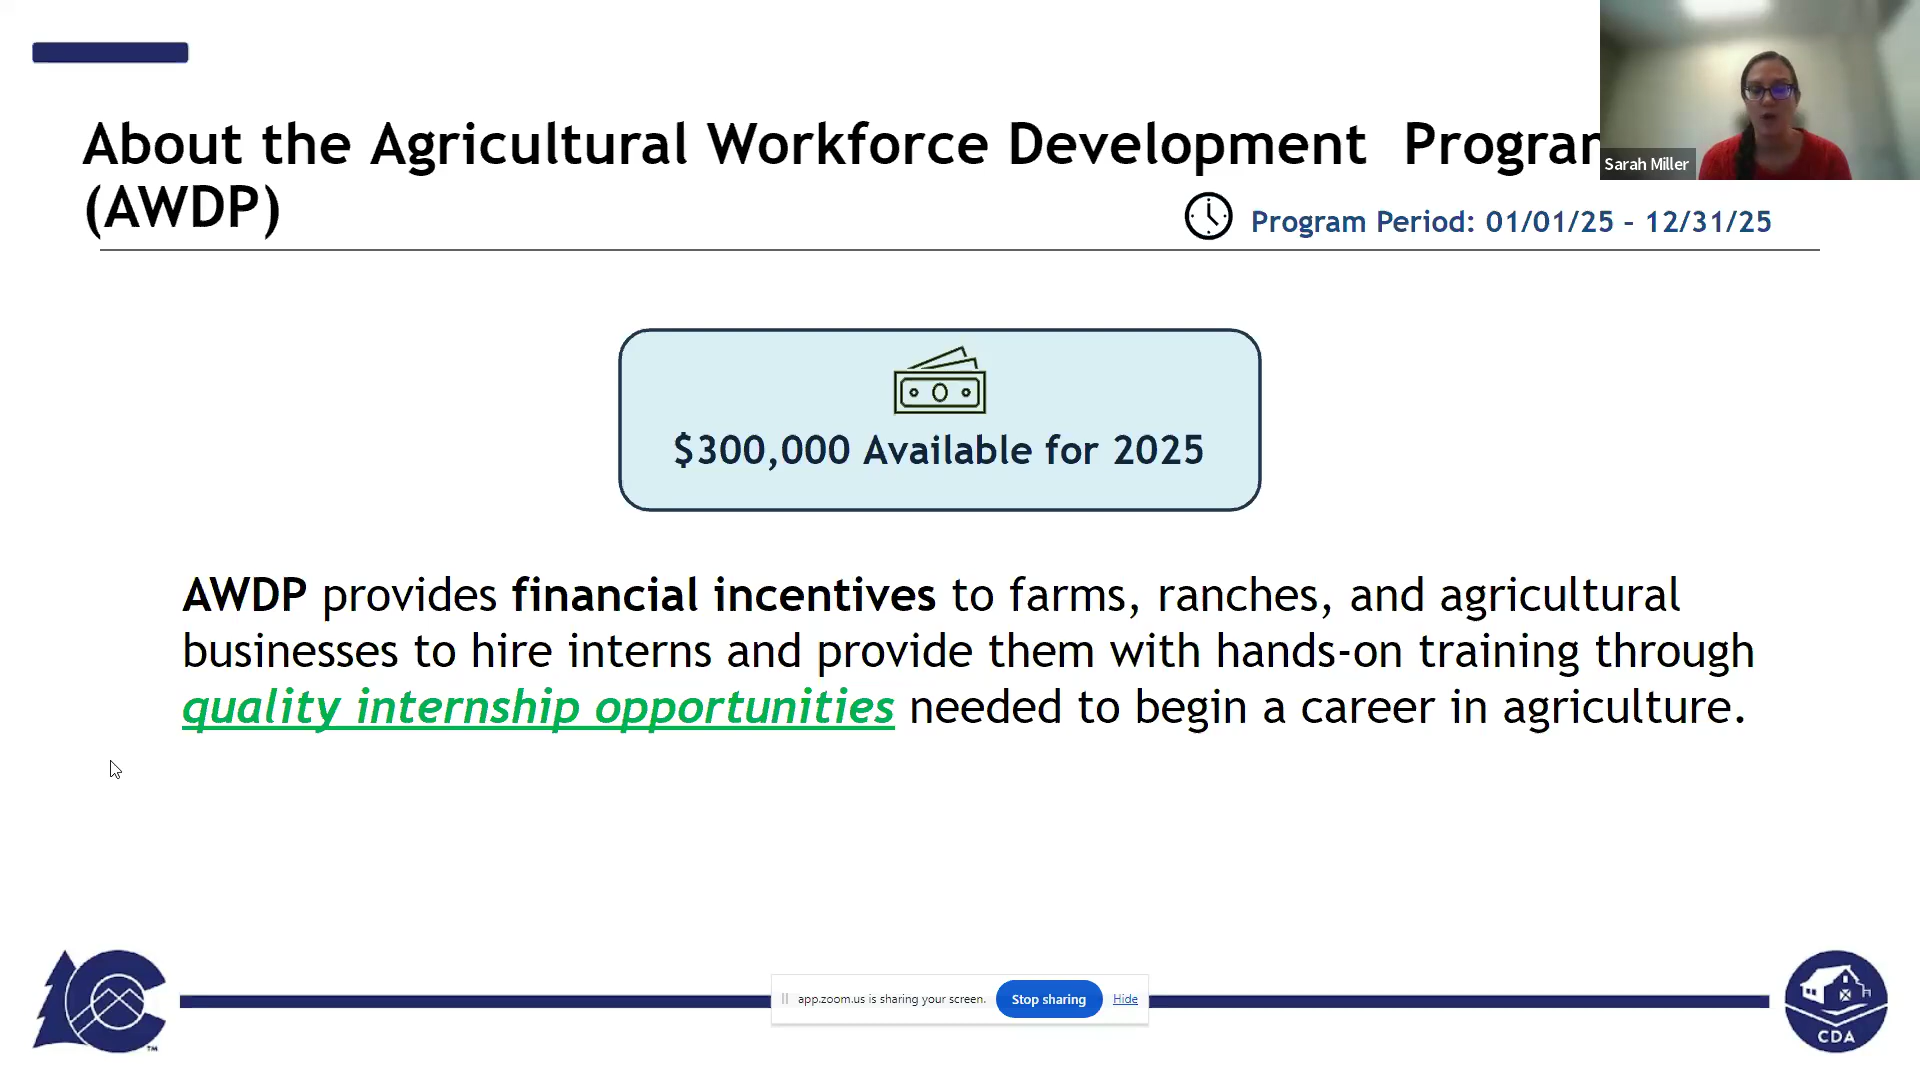 About the Agricultural Workforce Development Progra
(AWDP)
Sarah Miller
Program Period: 01/01/25 – 12/31/25
$300,000 Available for 2025
AWDP provides financial incentives to farms, ranches, and agricultural
businesses to hire interns and provide them with hands-on training through
quality internship opportunities needed to begin a career in agriculture.
app.zoom.us is sharing your screen.
Stop sharing
Hide
TM
CDA